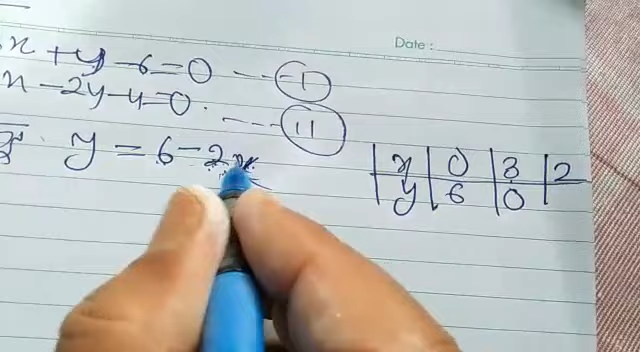 Date :
x + y - 6 = 0 --- I
x - 2y - 4 = 0 --- II
y = 6 - 2x
x 0 3 2
y 6 0